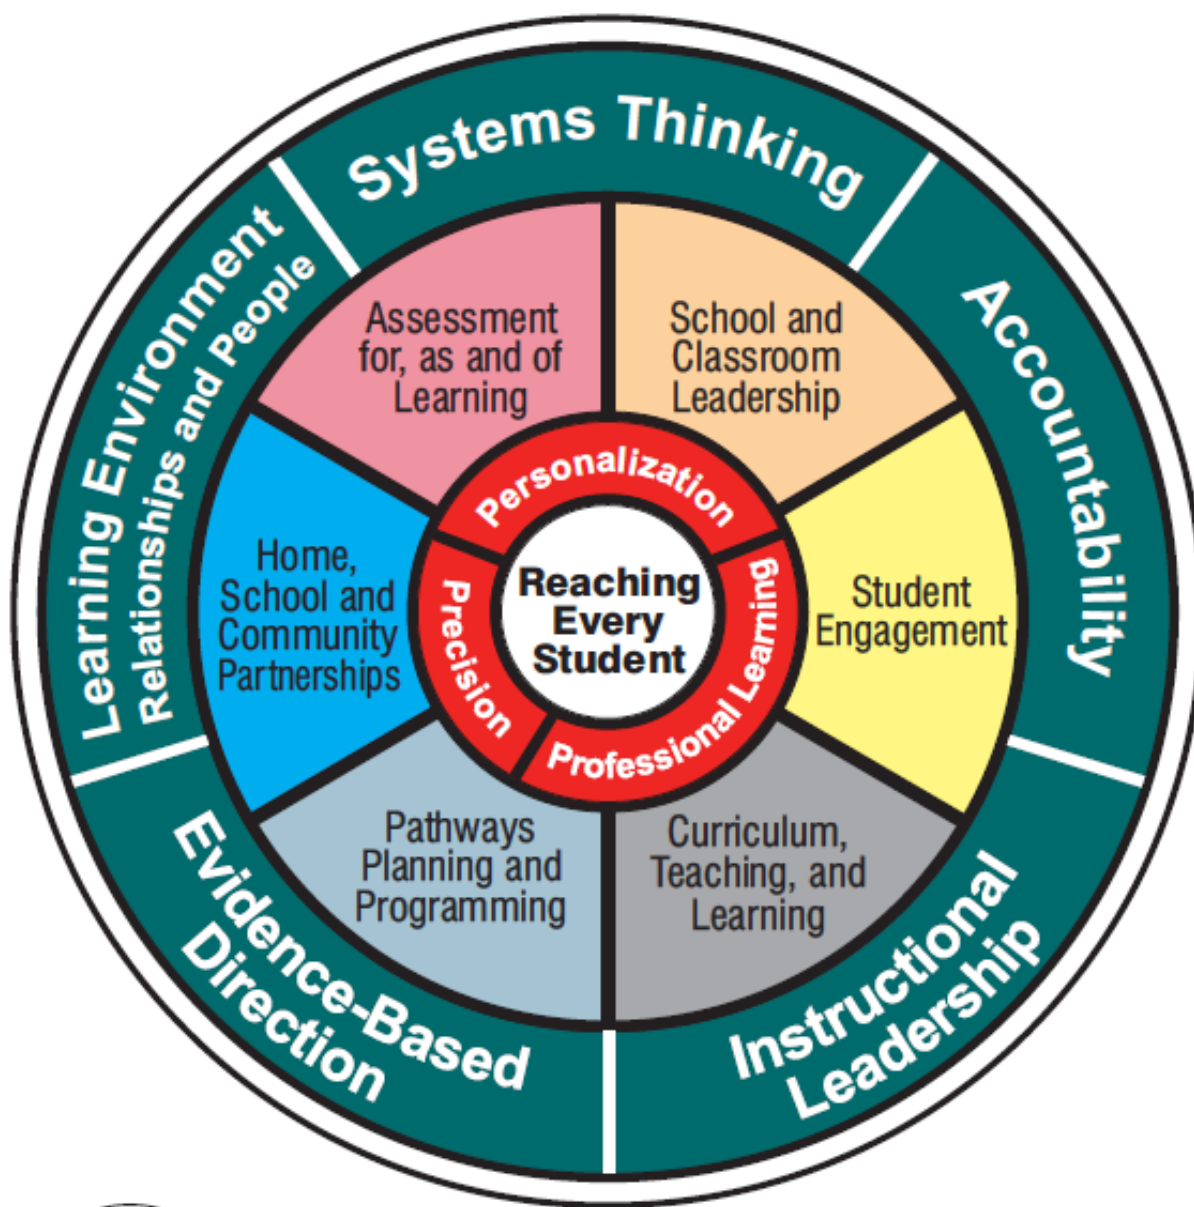 Systems Thinking
Accountability
Instructional
Leadership
Evidence-Based
Direction
Learning Environment
Relationships and People
Assessment
for, as and of
Learning
School and
Classroom
Leadership
Student
Engagement
Curriculum,
Teaching, and
Learning
Pathways
Planning and
Programming
Home,
School and
Community
Partnerships
Personalization
Professional Learning
Precision
Reaching
Every
Student